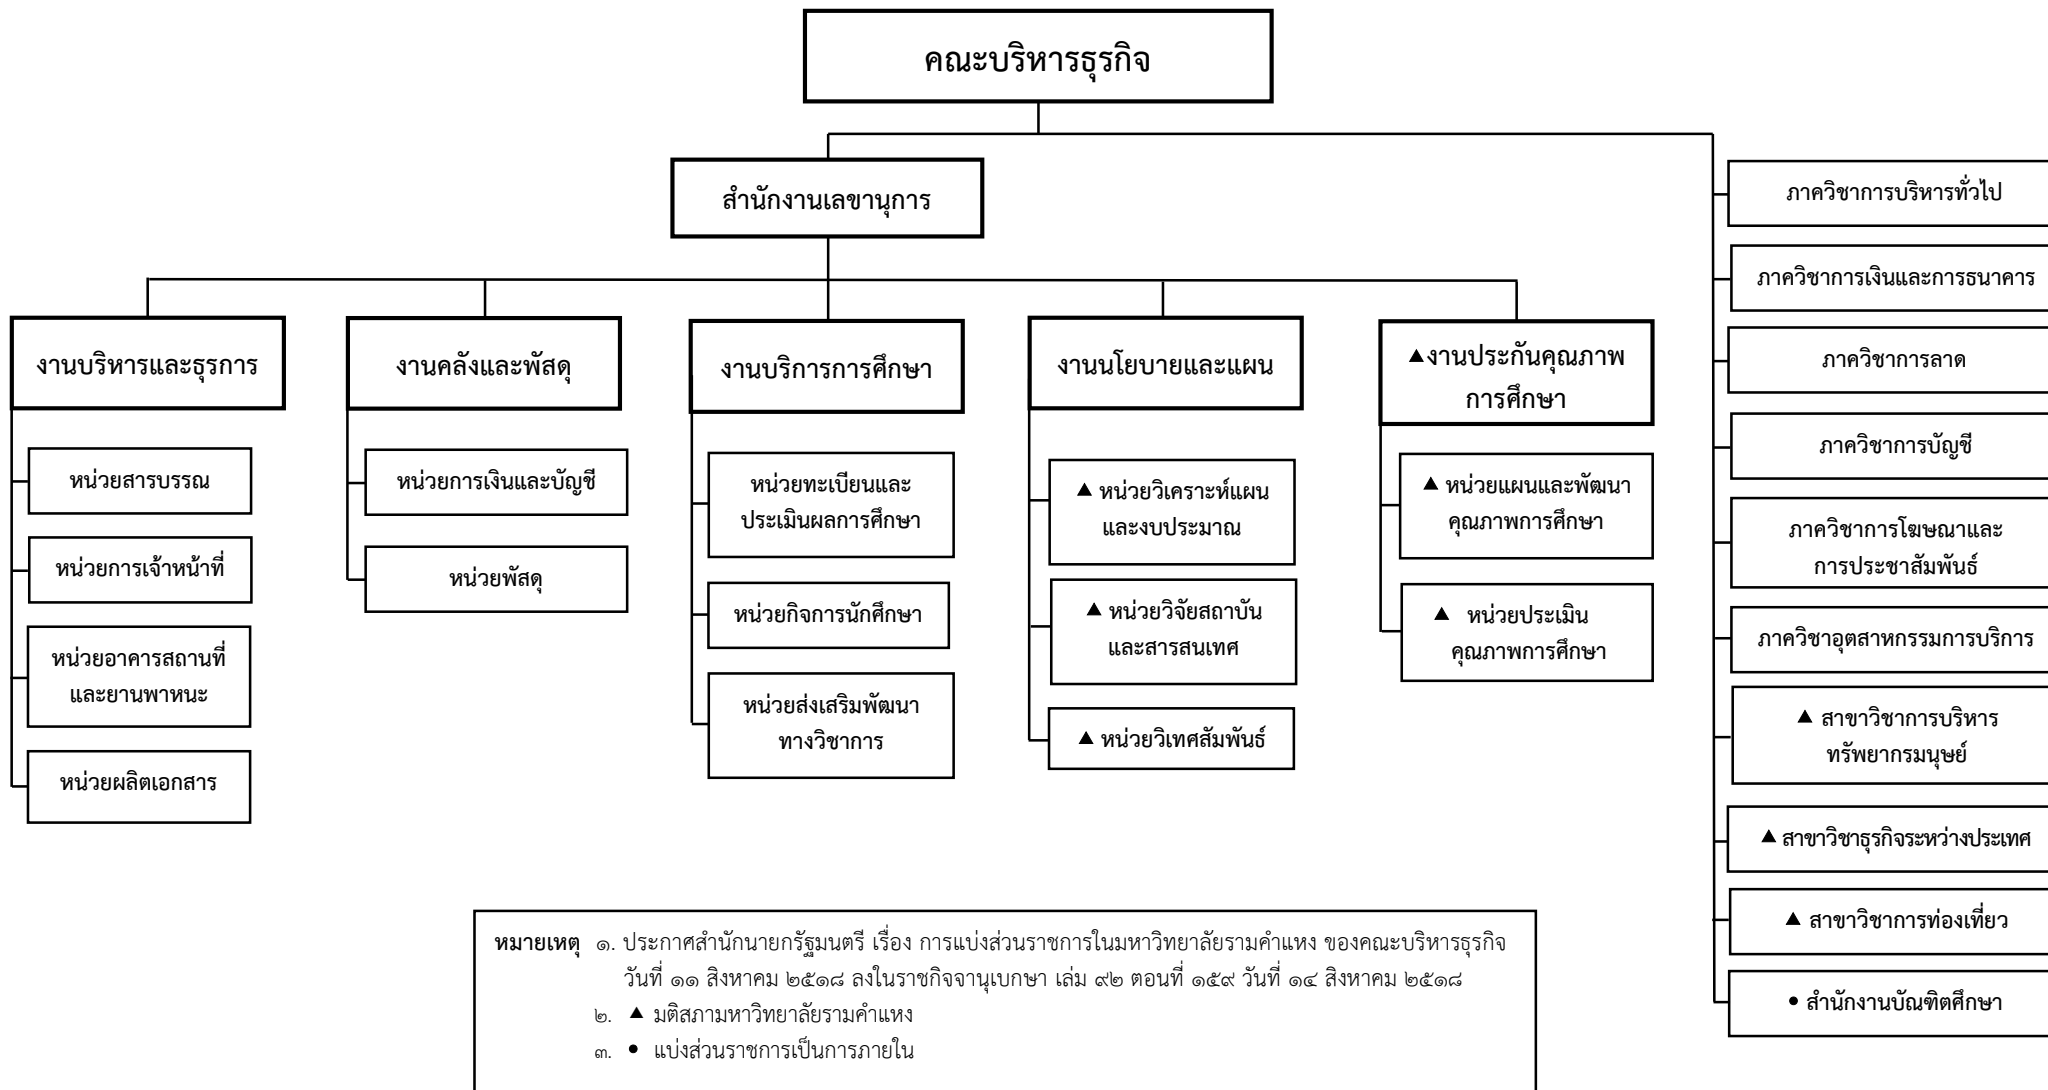 คณะบริหารธุรกิจ
สำนักงานเลขานุการ
งานบริหารและธุรการ
หน่วยสารบรรณ
หน่วยการเจ้าหน้าที่
หน่วยอาคารสถานที่
และยานพาหนะ
หน่วยผลิตเอกสาร
งานคลังและพัสดุ
หน่วยการเงินและบัญชี
หน่วยพัสดุ
งานบริการการศึกษา
หน่วยทะเบียนและ
ประเมินผลการศึกษา
หน่วยกิจการนักศึกษา
หน่วยส่งเสริมพัฒนา
ทางวิชาการ
งานนโยบายและแผน
▲ หน่วยวิเคราะห์แผน
และงบประมาณ
▲ หน่วยวิจัยสถาบัน
และสารสนเทศ
▲ หน่วยวิเทศสัมพันธ์
▲งานประกันคุณภาพ
การศึกษา
▲ หน่วยแผนและพัฒนา
คุณภาพการศึกษา
▲ หน่วยประเมิน
คุณภาพการศึกษา
ภาควิชาการบริหารทั่วไป
ภาควิชาการเงินและการธนาคาร
ภาควิชาการลาด
ภาควิชาการบัญชี
ภาควิชาการโฆษณาและ
การประชาสัมพันธ์
ภาควิชาอุตสาหกรรมการบริการ
▲ สาขาวิชาการบริหาร
ทรัพยากรมนุษย์
▲ สาขาวิชาธุรกิจระหว่างประเทศ
▲ สาขาวิชาการท่องเที่ยว
• สำนักงานบัณฑิตศึกษา
หมายเหตุ ๑. ประกาศสำนักนายกรัฐมนตรี เรื่อง การแบ่งส่วนราชการในมหาวิทยาลัยรามคำแหง ของคณะบริหารธุรกิจ
วันที่ ๑๑ สิงหาคม ๒๕๑๘ ลงในราชกิจจานุเบกษา เล่ม ๙๒ ตอนที่ ๑๕๙ วันที่ ๑๔ สิงหาคม ๒๕๑๘
๒. ▲ มติสภามหาวิทยาลัยรามคำแหง
๓. • แบ่งส่วนราชการเป็นการภายใน